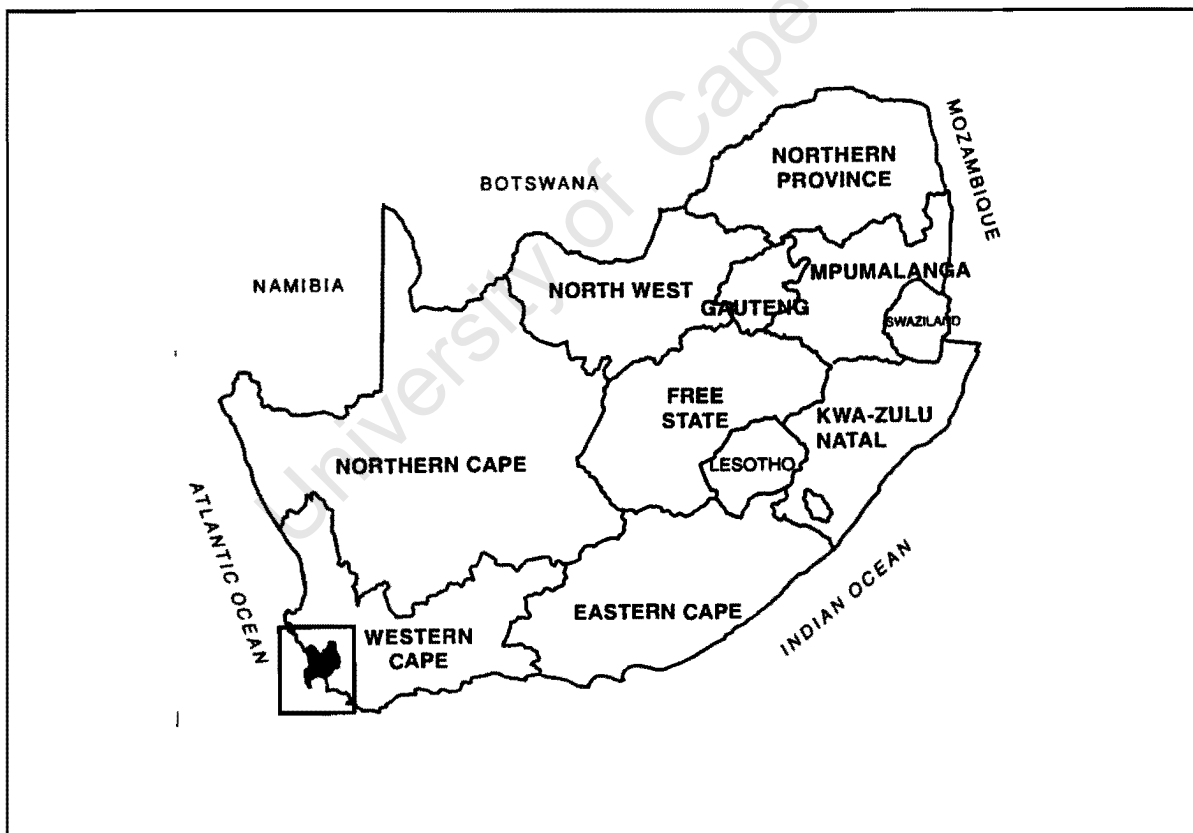 University of Cape
MOZAMBIQUE
NORTHERN
PROVINCE
BOTSWANA
NAMIBIA
NORTH WEST
MPUMALANGA
GAUTENG
SWAZILAND
FREE
STATE
KWA-ZULU
NATAL
LESOTHO
NORTHERN CAPE
ATLANTIC OCEAN
INDIAN OCEAN
EASTERN CAPE
WESTERN
CAPE